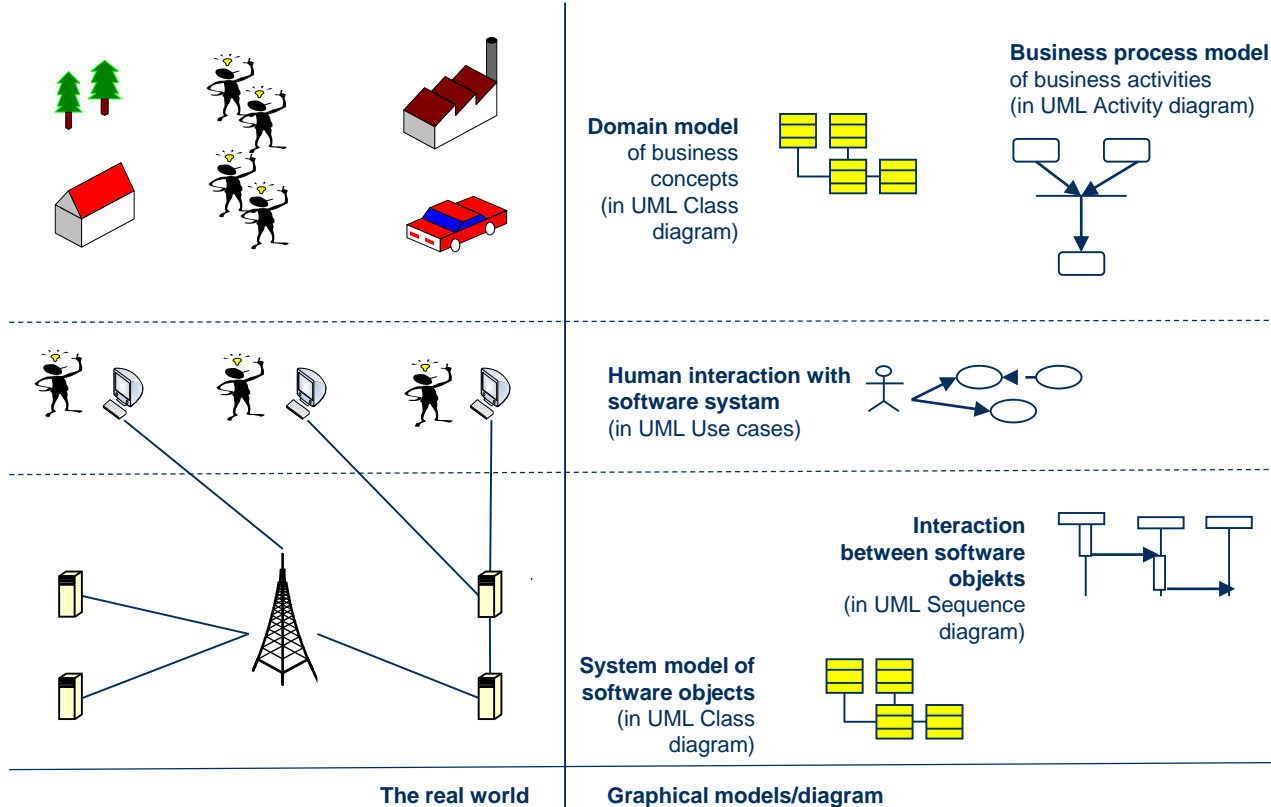 Business process model
of business activities
(in UML Activity diagram)
Domain model
of business
concepts
(in UML Class
diagram)
Human interaction with
software systam
(in UML Use cases)
Interaction
between software
objekts
(in UML Sequence
diagram)
System model of
software objects
(in UML Class
diagram)
The real world
Graphical models/diagram